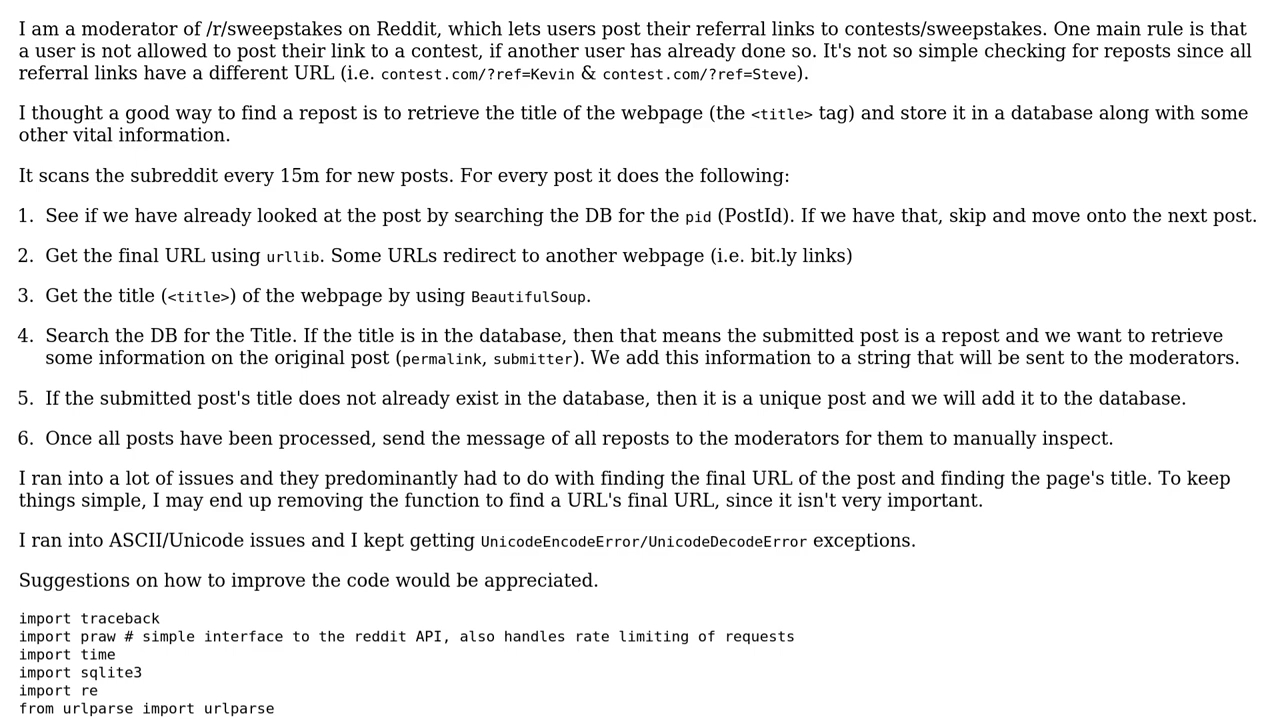 I am a moderator of /r/sweepstakes on Reddit, which lets users post their referral links to contests/sweepstakes. One main rule is that
a user is not allowed to post their link to a contest, if another user has already done so. It's not so simple checking for reposts since all
referral links have a different URL (i.e. contest.com/?ref=Kevin & contest.com/?ref=Steve).
I thought a good way to find a repost is to retrieve the title of the webpage (the <title> tag) and store it in a database along with some
other vital information.
It scans the subreddit every 15m for new posts. For every post it does the following:
1. See if we have already looked at the post by searching the DB for the pid (PostId). If we have that, skip and move onto the next post.
2. Get the final URL using urllib. Some URLs redirect to another webpage (i.e. bit.ly links)
3. Get the title (<title>) of the webpage by using BeautifulSoup.
4. Search the DB for the Title. If the title is in the database, then that means the submitted post is a repost and we want to retrieve
some information on the original post (permalink, submitter). We add this information to a string that will be sent to the moderators.
5. If the submitted post's title does not already exist in the database, then it is a unique post and we will add it to the database.
6. Once all posts have been processed, send the message of all reposts to the moderators for them to manually inspect.
I ran into a lot of issues and they predominantly had to do with finding the final URL of the post and finding the page's title. To keep
things simple, I may end up removing the function to find a URL's final URL, since it isn't very important.
I ran into ASCII/Unicode issues and I kept getting UnicodeEncodeError/UnicodeDecodeError exceptions.
Suggestions on how to improve the code would be appreciated.
import traceback
import praw # simple interface to the reddit API, also handles rate limiting of requests
import time
import sqlite3
import re
from urlparse import urlparse